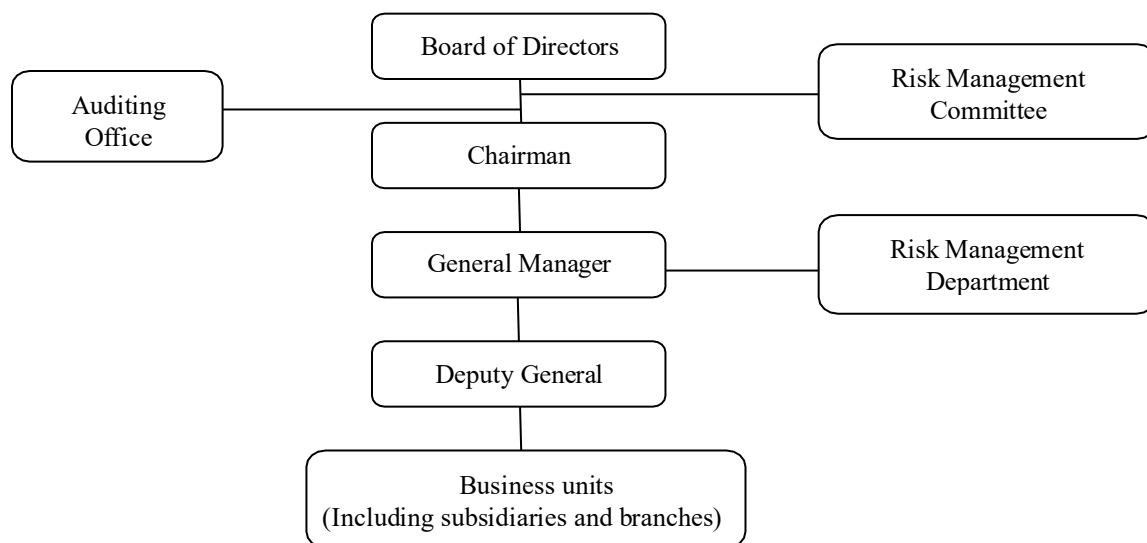 Board of Directors
Auditing
Office
Risk Management
Committee
Chairman
General Manager
Risk Management
Department
Deputy General
Business units
(Including subsidiaries and branches)